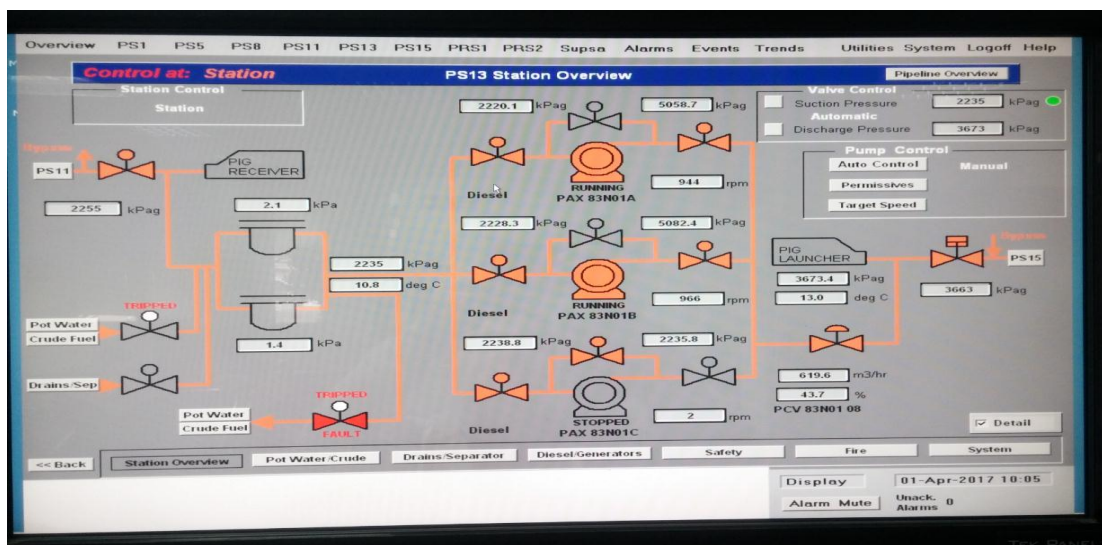 Overview PS1 PS5 PS8 PS11 PS13 PS15 PRS1 PRS2 Supsa Alarms Events Trends Utilities System Logoff Help
Control at: Station
PS13 Station Overview
Pipeline Overview
Station Control
Station
Valve Control
Suction Pressure 2235 kPag
Automatic
Discharge Pressure 3673 kPag
Pump Control
Auto Control Manual
Permissives
Target Speed
Bypass
PS11
2255 kPag
PIG
RECEIVER
2.1 kPa
2220.1 kPag
5058.7 kPag
Diesel
RUNNING
PAX 83N01A
944 rpm
2228.3 kPag
5082.4 kPag
2235 kPag
10.8 deg C
Diesel
RUNNING
PAX 83N01B
966 rpm
PIG
LAUNCHER
3673.4 kPag
13.0 deg C
Bypass
PS15
3663 kPag
TRIPPED
Pot Water
Crude Fuel
1.4 kPa
2238.8 kPag
2235.8 kPag
Drains/Sep
TRIPPED
Pot Water
Crude Fuel
FAULT
Diesel
STOPPED
PAX 83N01C
2 rpm
619.6 m3/hr
43.7 %
PCV 83N01 08
Detail
<< Back Station Overview Pot Water/Crude Drains/Separator Diesel/Generators Safety Fire System
Display 01-Apr-2017 10:05
Alarm Mute
Unack. 0
Alarms